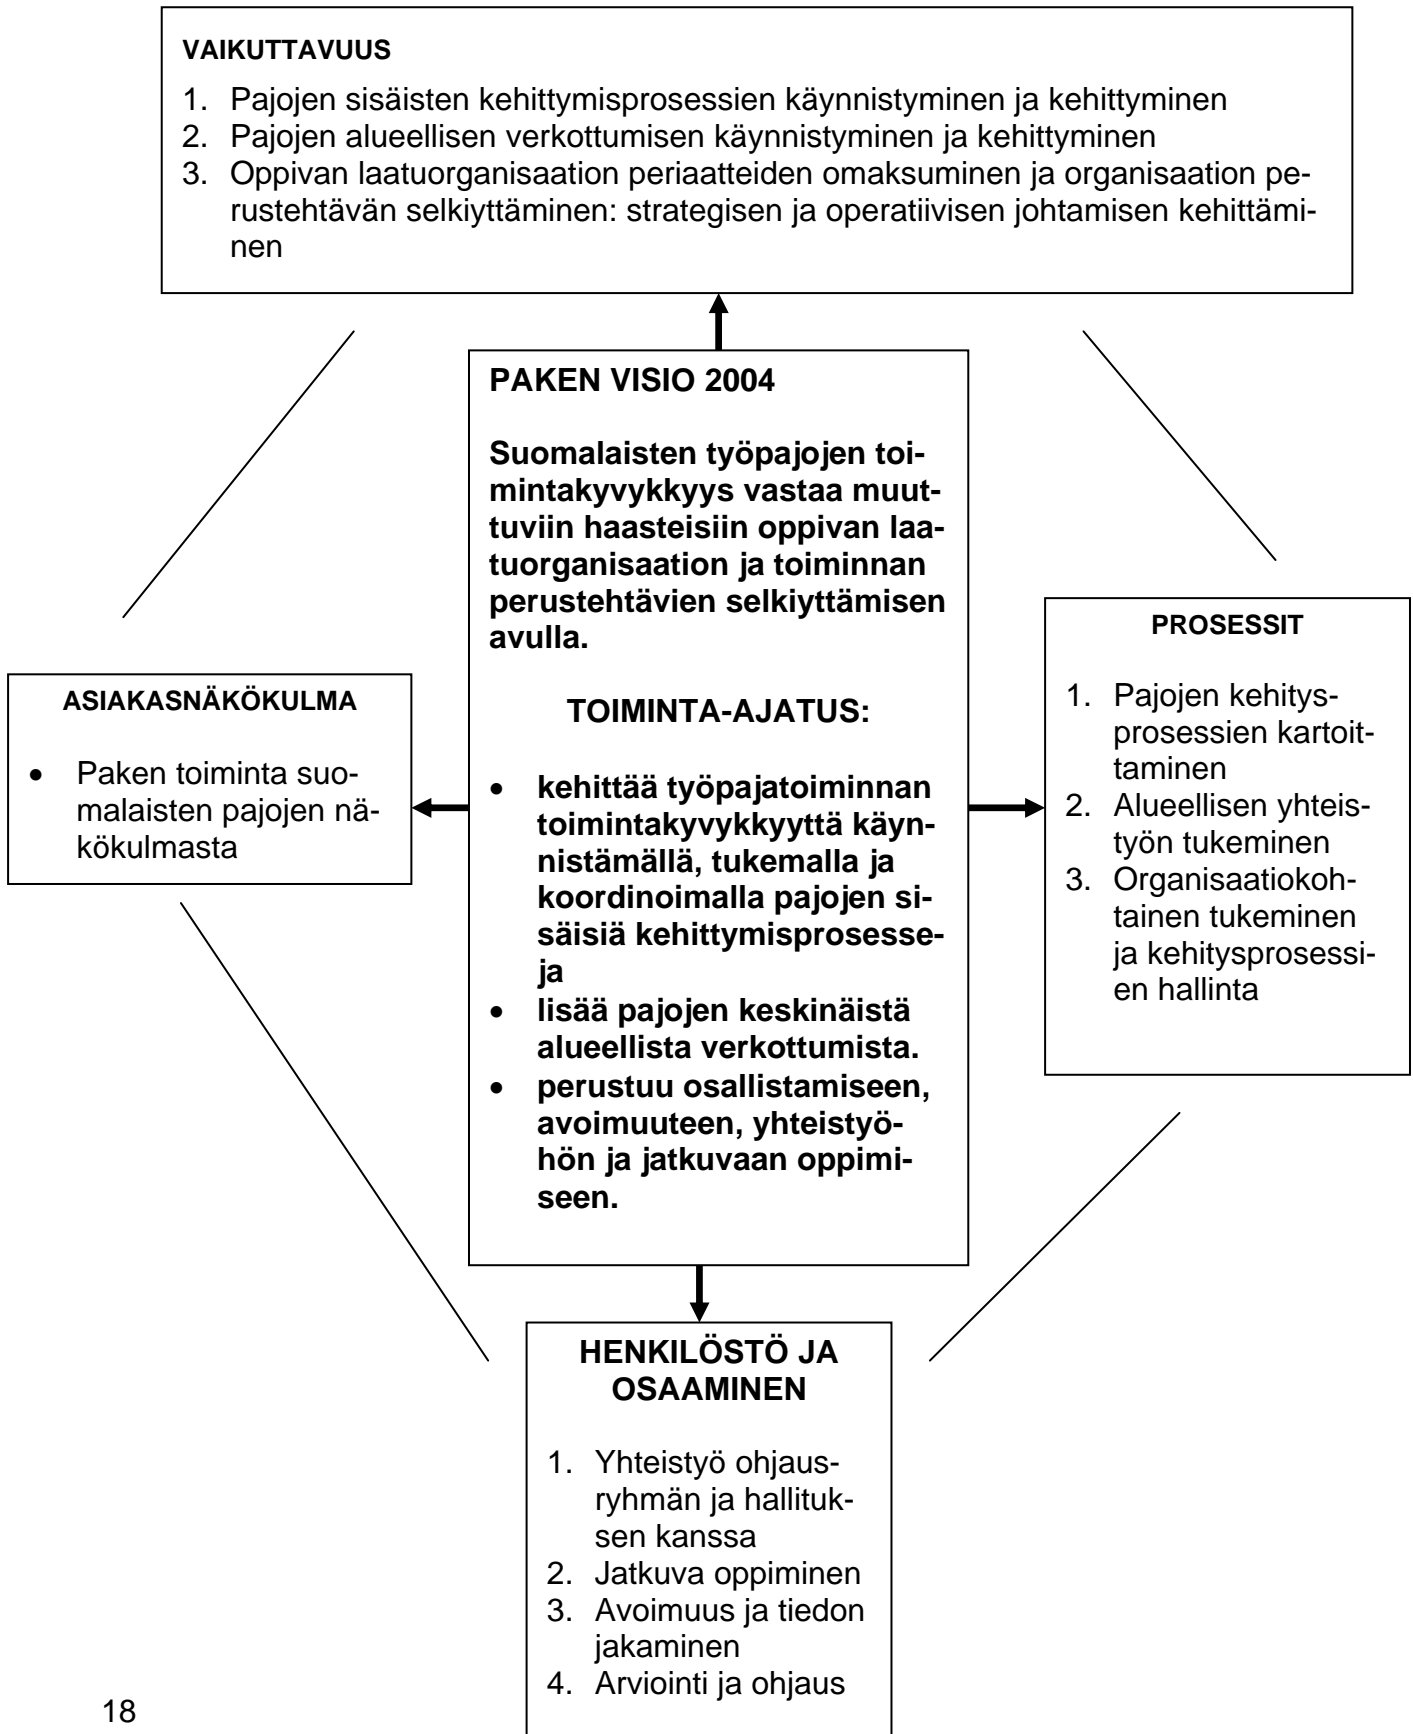 VAIKUTTAVUUS
1. Pajojen sisäisten kehittymisprosessien käynnistyminen ja kehittyminen
2. Pajojen alueellisen verkottumisen käynnistyminen ja kehittyminen
3. Oppivan laatuorganisaation periaatteiden omaksuminen ja organisaation pe-
rustehtävän selkiyttäminen: strategisen ja operatiivisen johtamisen kehittämi-
nen
PAKEN VISIO 2004
Suomalaisten työpajojen toi-
mintakyvykkyys vastaa muut-
tuviin haasteisiin oppivan laa-
tuorganisaation ja toiminnan
perustehtävien selkiyttämisen
avulla.
TOIMINTA-AJATUS:
• kehittää työpajatoiminnan
toimintakyvykkyyttä käyn-
nistämällä, tukemalla ja
koordinoimalla pajojen si-
säisiä kehittymisprosesse-
ja
• lisää pajojen keskinäistä
alueellista verkottumista.
• perustuu osallistamiseen,
avoimuuteen, yhteistyö-
hön ja jatkuvaan oppimi-
seen.
ASIAKASNÄKÖKULMA
• Paken toiminta suo-
malaisten pajojen nä-
kökulmasta
PROSESSIT
1. Pajojen kehitys-
prosessien kartoit-
taminen
2. Alueellisen yhteis-
työn tukeminen
3. Organisaatiokoh-
tainen tukeminen
ja kehitysprosessi-
en hallinta
HENKILÖSTÖ JA
OSAAMINEN
1. Yhteistyö ohjaus-
ryhmän ja hallituk-
sen kanssa
2. Jatkuva oppiminen
3. Avoimuus ja tiedon
jakaminen
4. Arviointi ja ohjaus
18